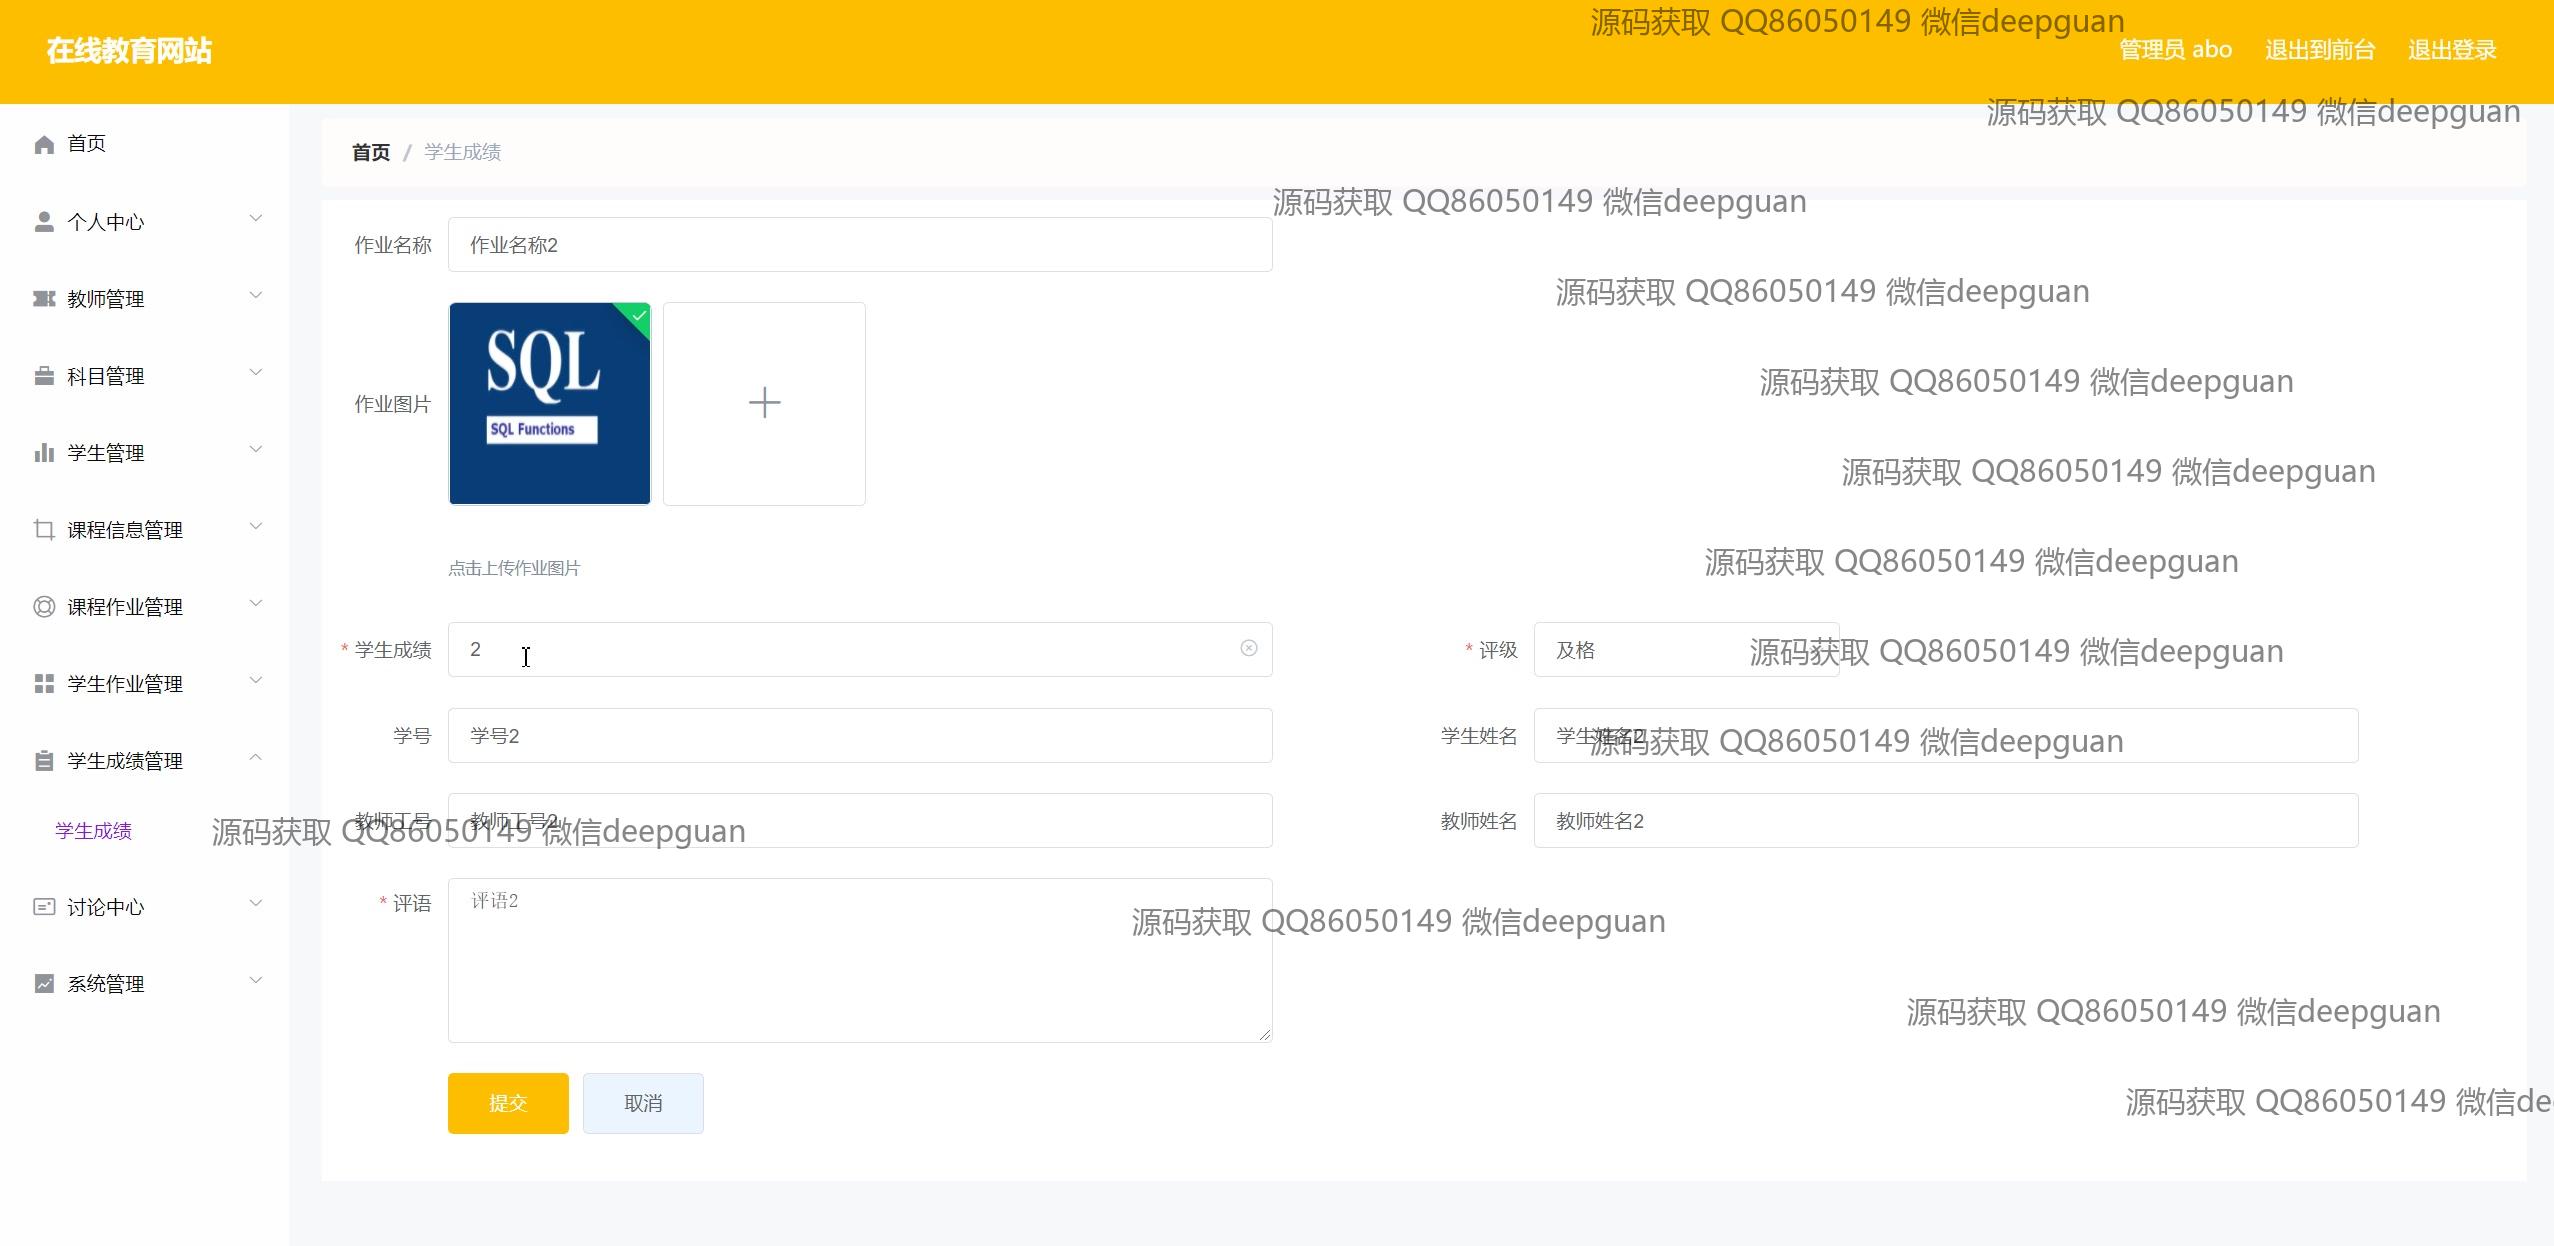 源码获取 QQ86050149 微信deepguan
在线教育网站
管理员 abo 退出到前台 退出登录
源码获取 QQ86050149 微信deepguan
首页
首页 / 学生成绩
源码获取 QQ86050149 微信deepguan
个人中心
作业名称 作业名称2
源码获取 QQ86050149 微信deepguan
教师管理
源码获取 QQ86050149 微信deepguan
科目管理
作业图片
SQL
SQL Functions
学生管理
源码获取 QQ86050149 微信deepguan
课程信息管理
源码获取 QQ86050149 微信deepguan
点击上传作业图片
课程作业管理
* 学生成绩 2
* 评级 及格
源码获取 QQ86050149 微信deepguan
学生作业管理
学号 学号2
学生姓名 学生姓名2
源码获取 QQ86050149 微信deepguan
学生成绩管理
学生成绩
教师工号 教师工号2
源码获取 QQ86050149 微信deepguan
教师姓名 教师姓名2
讨论中心
* 评语 评语2
源码获取 QQ86050149 微信deepguan
系统管理
源码获取 QQ86050149 微信deepguan
提交 取消
源码获取 QQ86050149 微信de